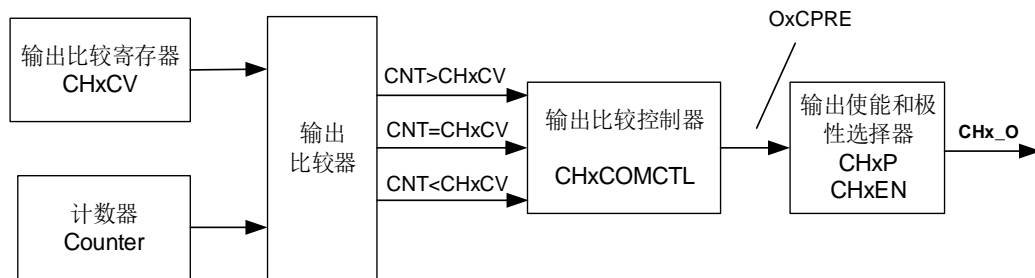 OxCPRE
输出比较寄存器
CHxCV
计数器
Counter
输出
比较器
CNT>CHxCV
CNT=CHxCV
CNT<CHxCV
输出比较控制器
CHxCOMCTL
输出使能和极
性选择器
CHxP
CHxEN
CHx_O